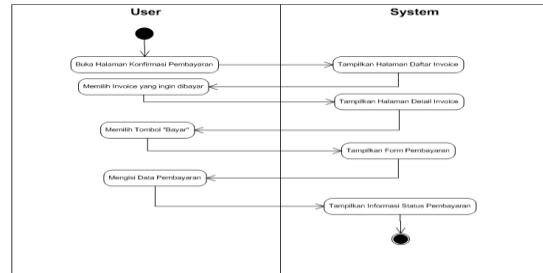 User
System
Buka Halaman Konfirmasi Pembayaran
Tampilkan Halaman Daftar Invoice
Memilih Invoice yang ingin dibayar
Tampilkan Halaman Detail Invoice
Memilih Tombol "Bayar"
Tampilkan Form Pembayaran
Mengisi Data Pembayaran
Tampilkan Informasi Status Pembayaran